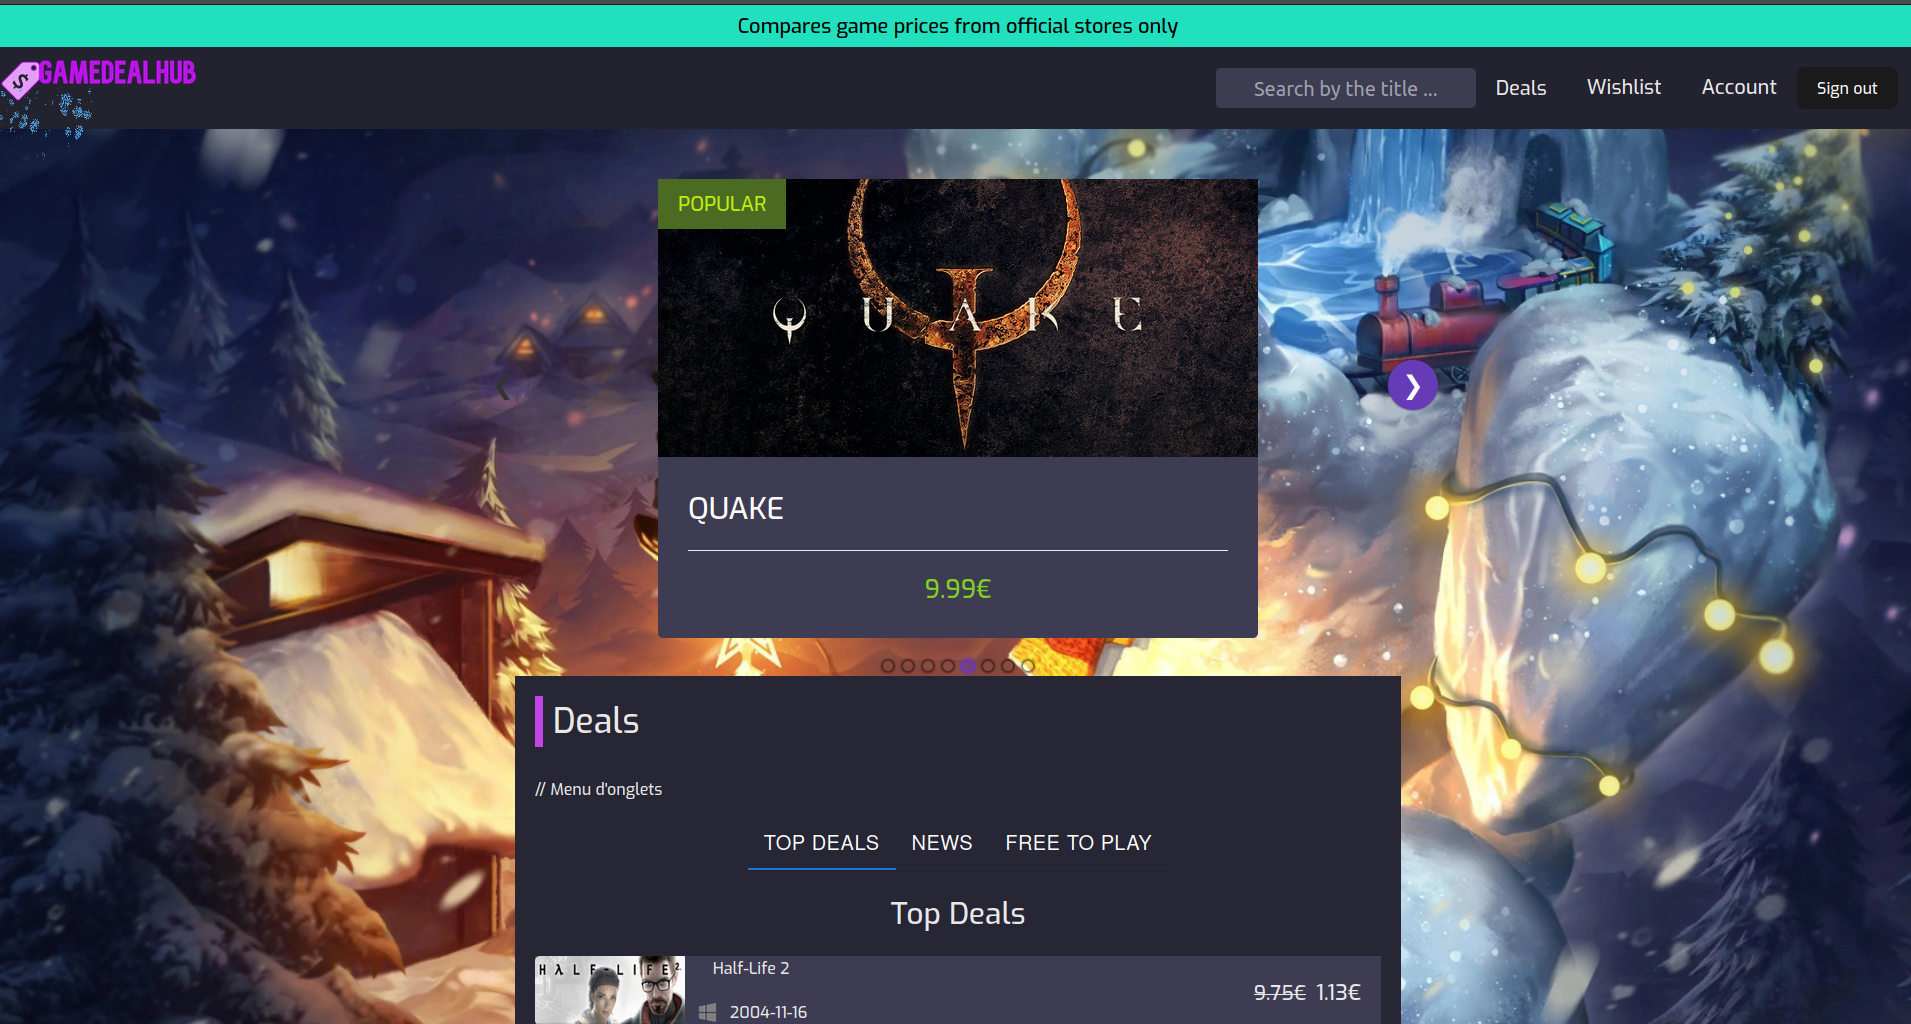 Compares game prices from official stores only
GAMEDEALHUB
Search by the title ...
Deals
Wishlist
Account
Sign out
POPULAR
QUAKE
QUAKE
9.99€
Deals
// Menu d'onglets
TOP DEALS
NEWS
FREE TO PLAY
Top Deals
HALF-LIFE²
Half-Life 2
9.75€ 1.13€
2004-11-16